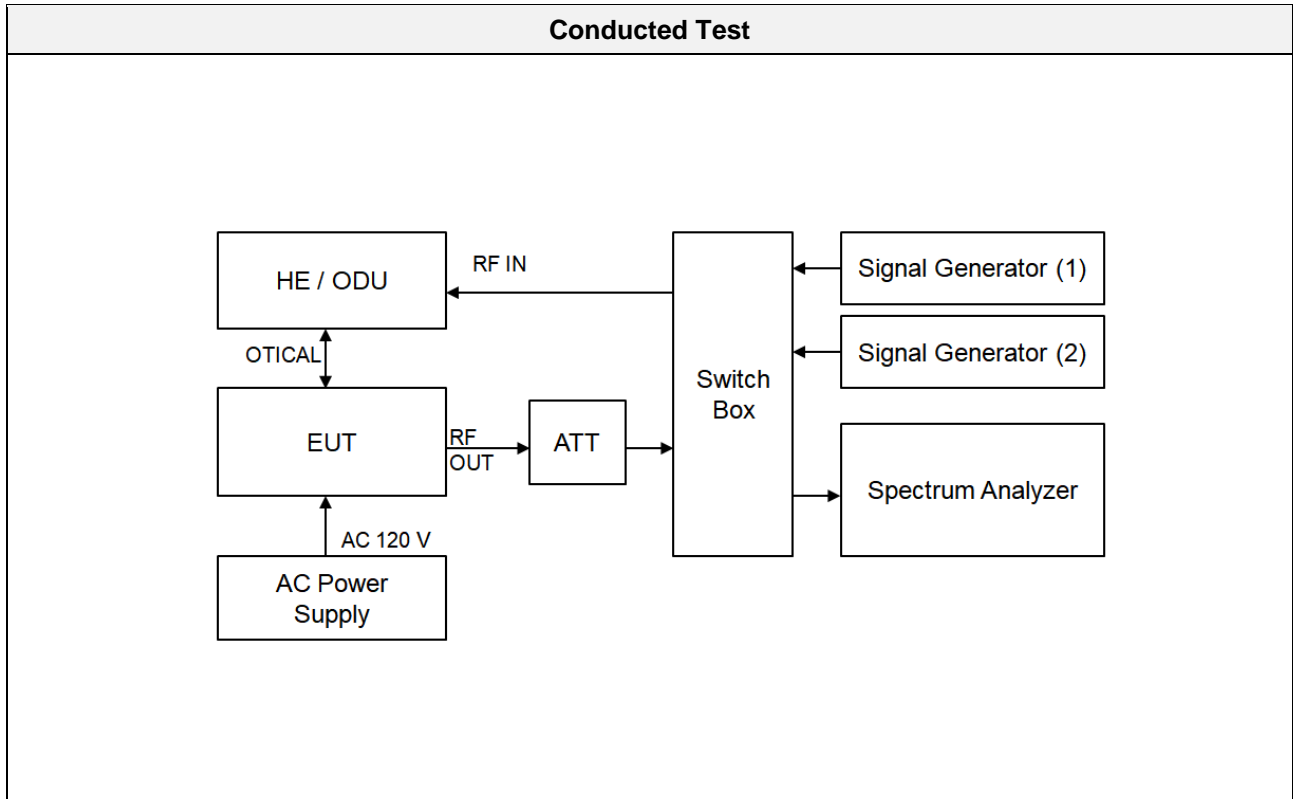 Conducted Test
HE / ODU
RF IN
Signal Generator (1)
OTICAL
Signal Generator (2)
Switch
Box
EUT
RF
OUT
ATT
Spectrum Analyzer
AC 120 V
AC Power
Supply